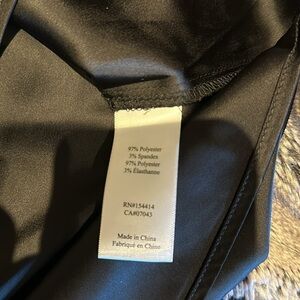 97% Polyester
3% Spandex
97% Polyester
3% Élasthanne
RN#154414
CA#07043
Made in China
Fabriqué en Chine